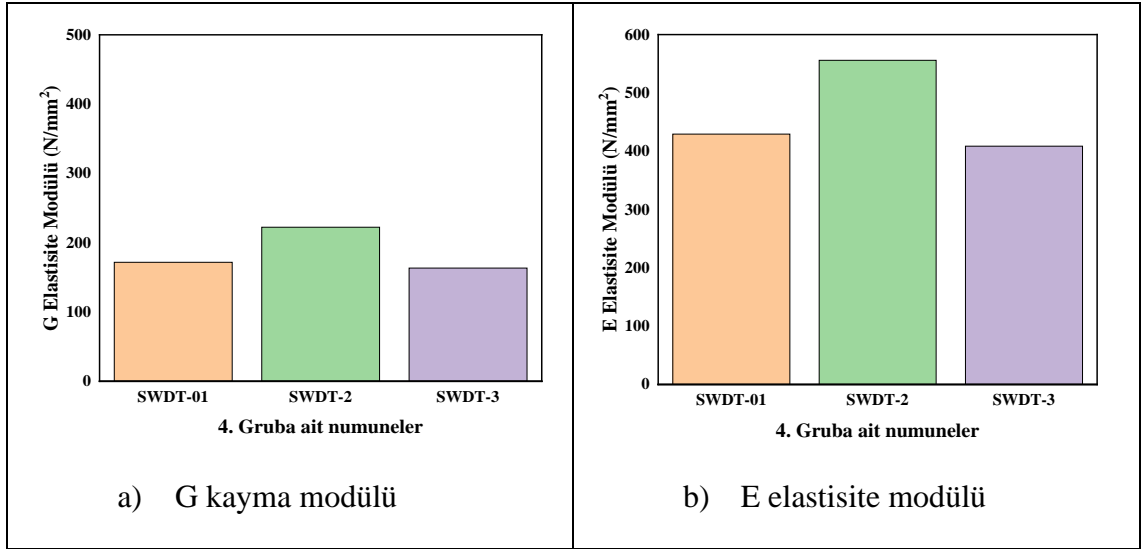 500
400
300
200
100
0
G Elastisite Modülü (N/mm²)
SWDT-01 SWDT-2 SWDT-3
4. Gruba ait numuneler
a) G kayma modülü
600
500
400
300
200
100
0
E Elastisite Modülü (N/mm²)
SWDT-01 SWDT-2 SWDT-3
4. Gruba ait numuneler
b) E elastisite modülü